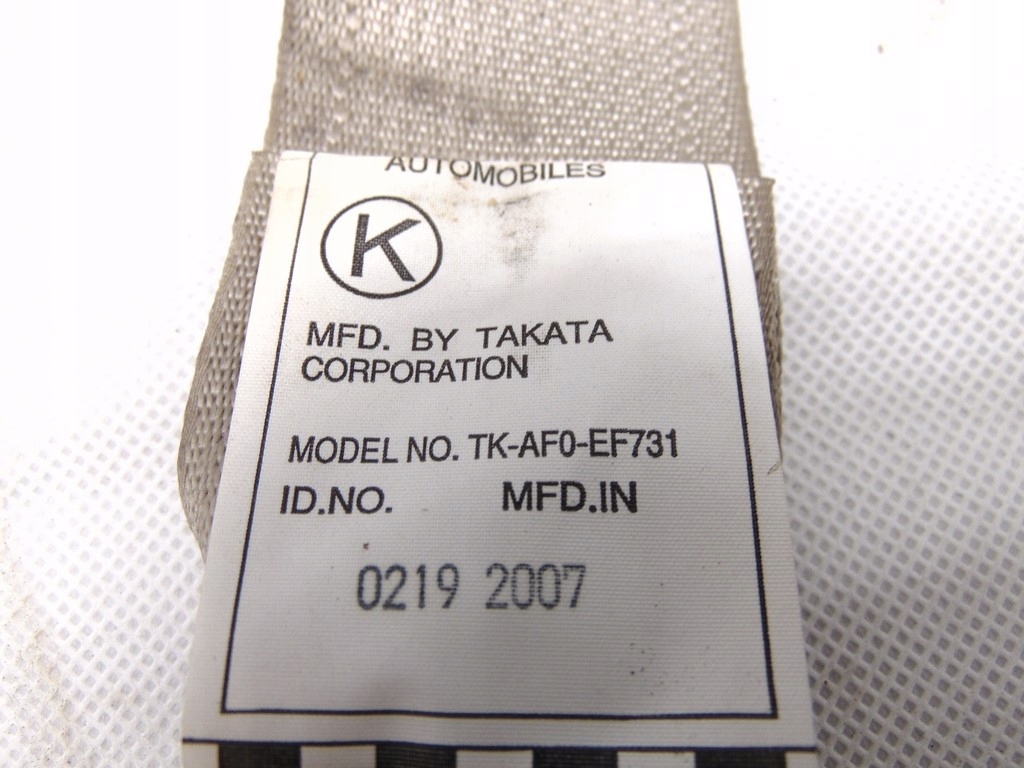 AUTOMOBILES
K
MFD. BY TAKATA
CORPORATION
MODEL NO. TK-AF0-EF731
ID.NO. MFD.IN
0219 2007